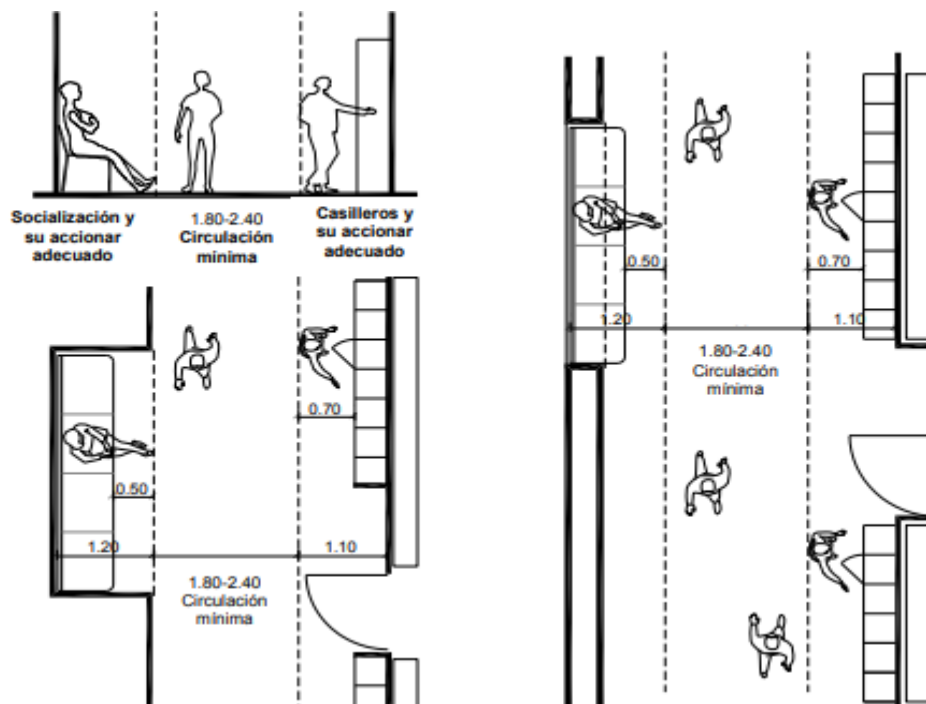 Socialización y
su accionar
adecuado
1.80-2.40
Circulación
mínima
Casilleros y
su accionar
adecuado
0.70
0.50
1.20
1.10
1.80-2.40
Circulación
mínima
0.50
0.70
1.20
1.10
1.80-2.40
Circulación
mínima